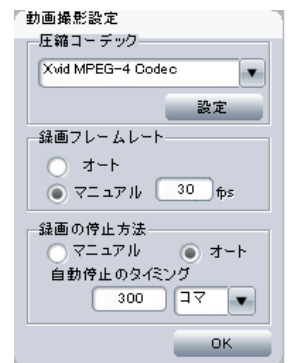 動画撮影設定
圧縮コーデック
Xvid MPEG-4 Codec
設定
録画フレームレート
オート
マニュアル 30 fps
録画の停止方法
マニュアル オート
自動停止のタイミング
300 コマ
OK